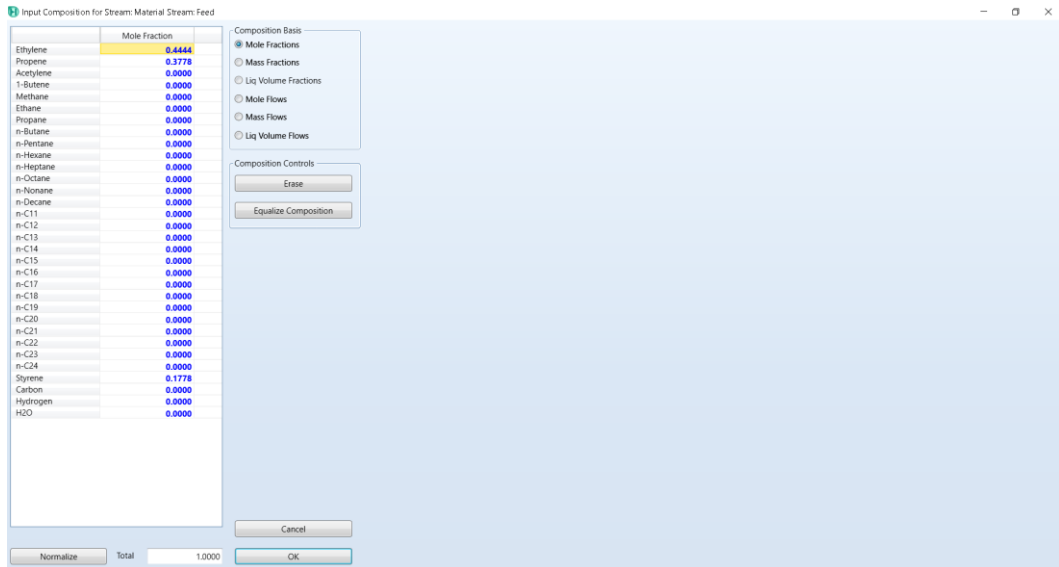 Input Composition for Stream: Material Stream: Feed
Mole Fraction
Ethylene 0.4444
Propene 0.3778
Acetylene 0.0000
1-Butene 0.0000
Methane 0.0000
Ethane 0.0000
Propane 0.0000
n-Butane 0.0000
n-Pentane 0.0000
n-Hexane 0.0000
n-Heptane 0.0000
n-Octane 0.0000
n-Nonane 0.0000
n-Decane 0.0000
n-C11 0.0000
n-C12 0.0000
n-C13 0.0000
n-C14 0.0000
n-C15 0.0000
n-C16 0.0000
n-C17 0.0000
n-C18 0.0000
n-C19 0.0000
n-C20 0.0000
n-C21 0.0000
n-C22 0.0000
n-C23 0.0000
n-C24 0.0000
Styrene 0.1778
Carbon 0.0000
Hydrogen 0.0000
H2O 0.0000
Normalize Total 1.0000
Composition Basis
Mole Fractions
Mass Fractions
Liq Volume Fractions
Mole Flows
Mass Flows
Liq Volume Flows
Composition Controls
Erase
Equalize Composition
Cancel
OK